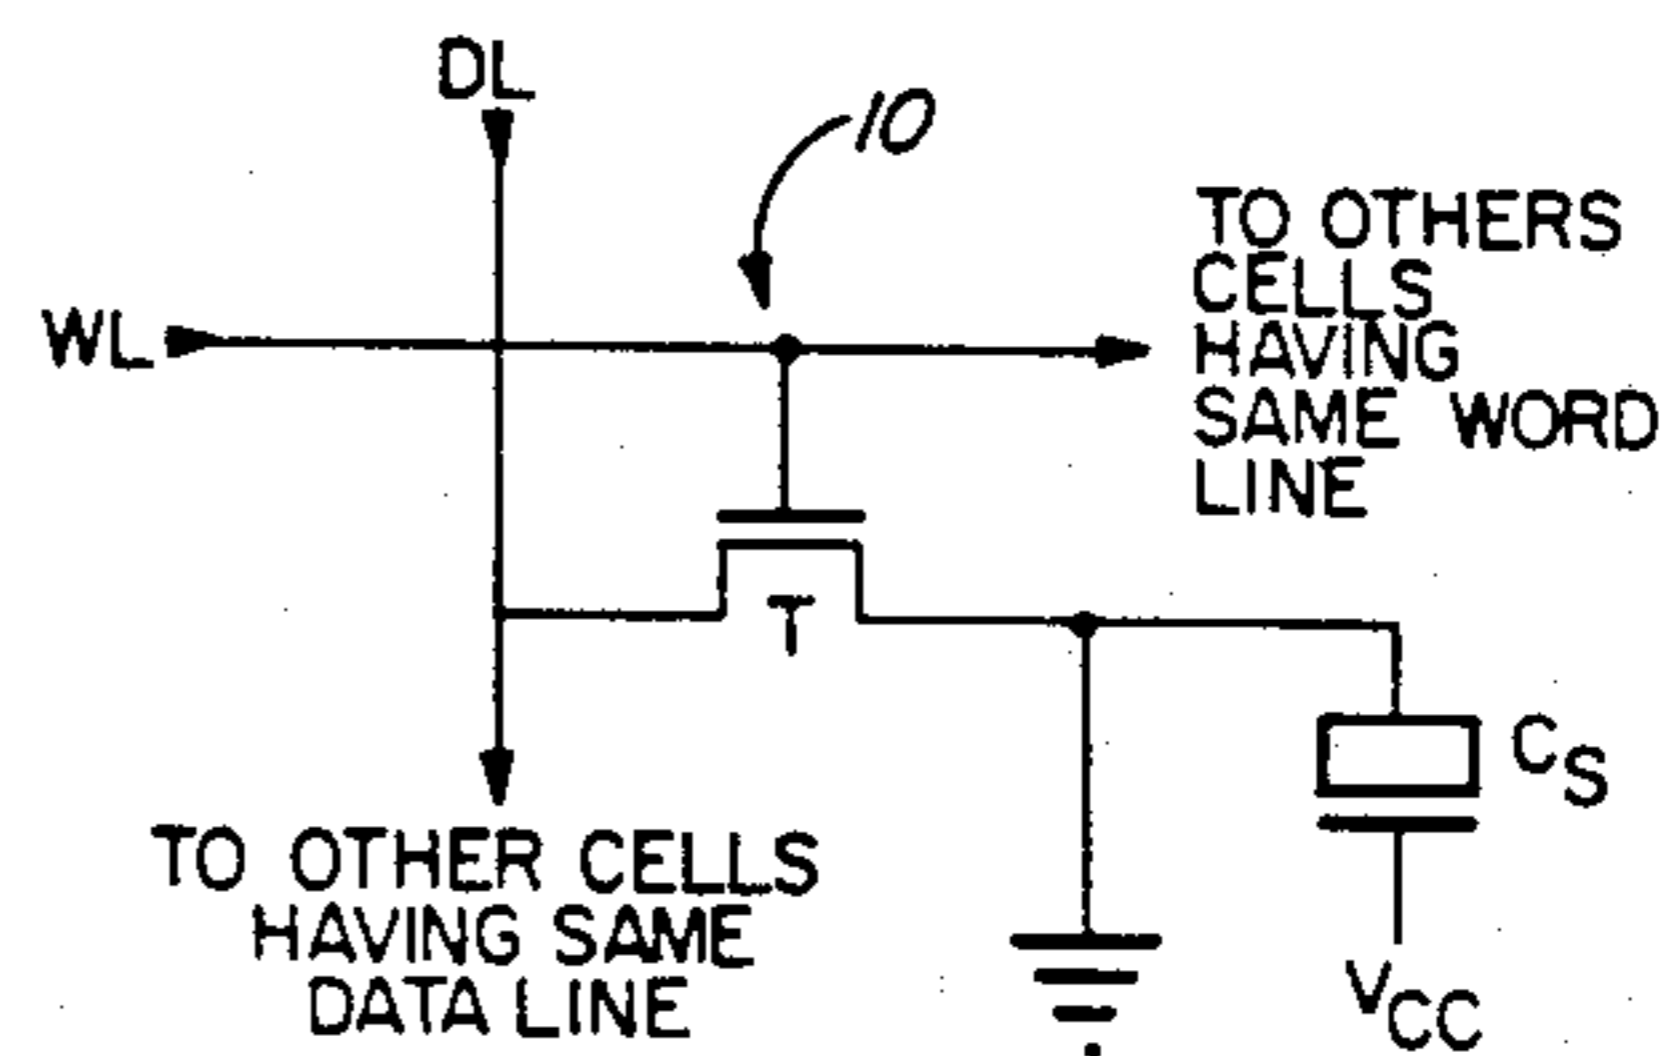 DL
10
WL
TO OTHERS
CELLS
HAVING
SAME WORD
LINE
T
CS
TO OTHER CELLS
HAVING SAME
DATA LINE
VCC